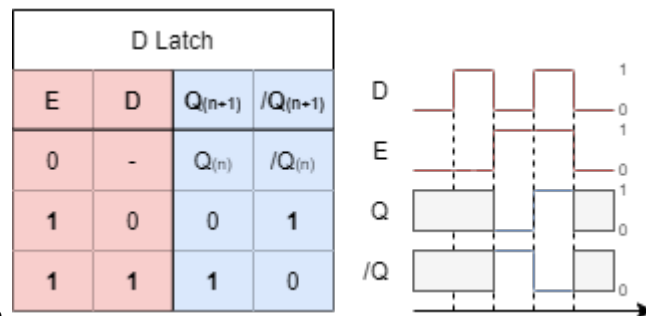 D Latch
E D Q(n+1) /Q(n+1)
0 - Q(n) /Q(n)
1 0 0 1
1 1 1 0
D 1
0
E 1
0
Q 1
0
/Q
0